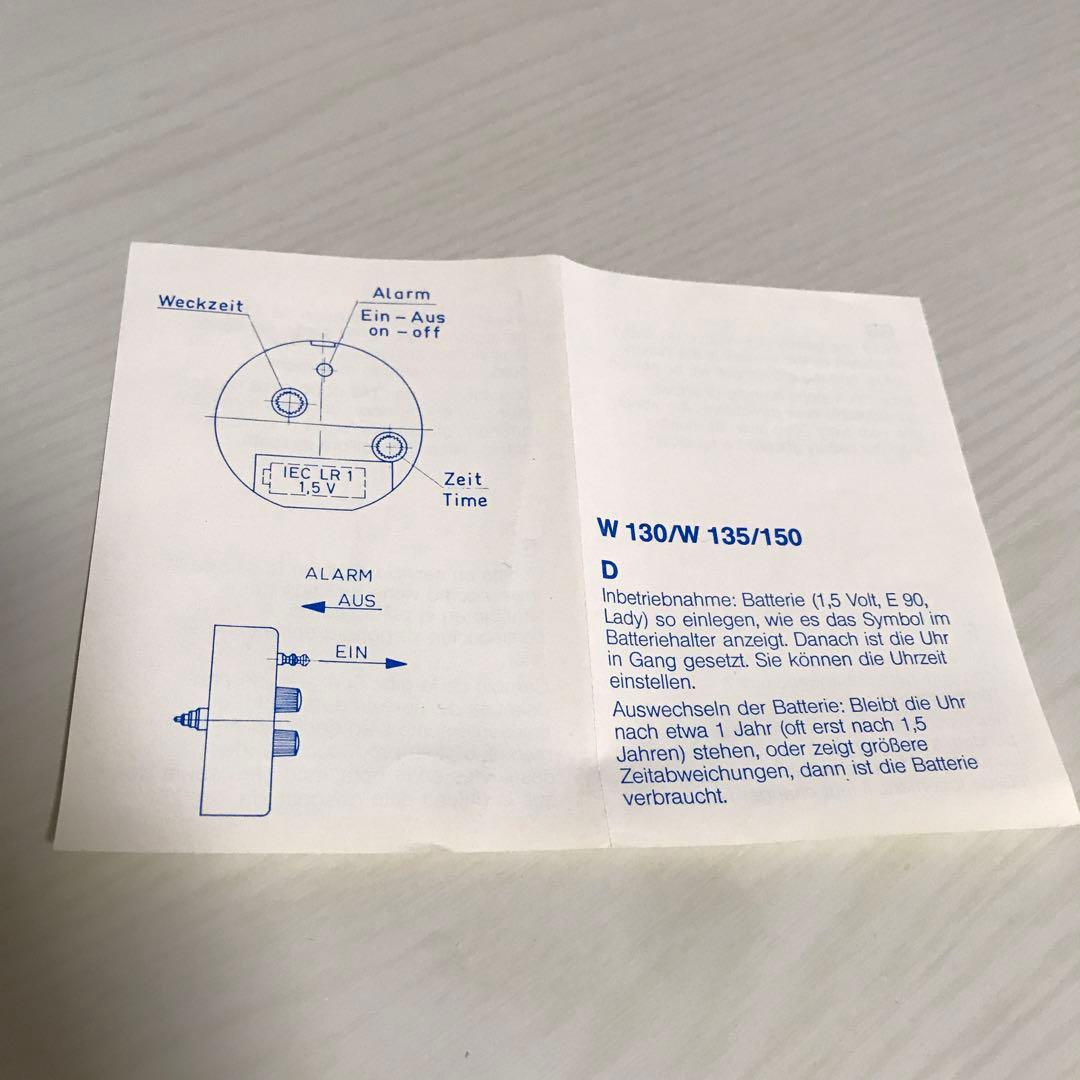 Weckzeit
Alarm
Ein – Aus
on – off
IEC LR 1
1,5 V
Zeit
Time
ALARM
AUS
EIN
W 130/W 135/150
D
Inbetriebnahme: Batterie (1,5 Volt, E 90,
Lady) so einlegen, wie es das Symbol im
Batteriehalter anzeigt. Danach ist die Uhr
in Gang gesetzt. Sie können die Uhrzeit
einstellen.
Auswechseln der Batterie: Bleibt die Uhr
nach etwa 1 Jahr (oft erst nach 1,5
Jahren) stehen, oder zeigt größere
Zeitabweichungen, dann ist die Batterie
verbraucht.